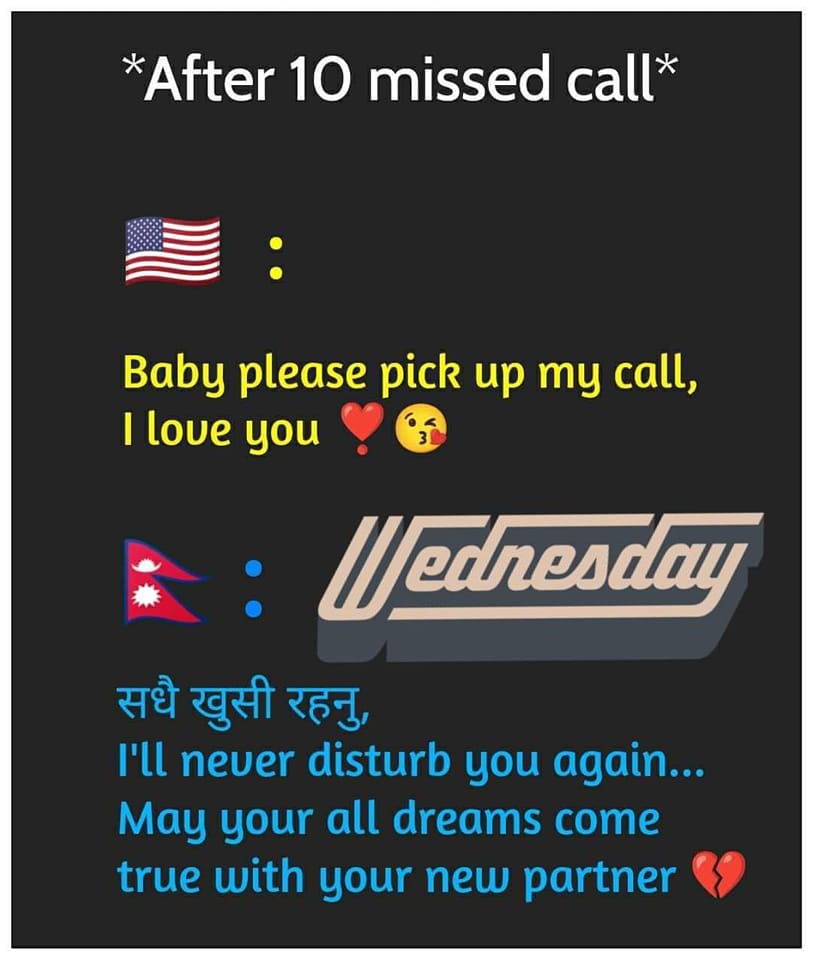 *After 10 missed call*
🇺🇸 :
Baby please pick up my call,
I love you ❣️😘
🇳🇵 : Wednesday
सधै खुसी रहनु,
I'll never disturb you again...
May your all dreams come
true with your new partner 💔